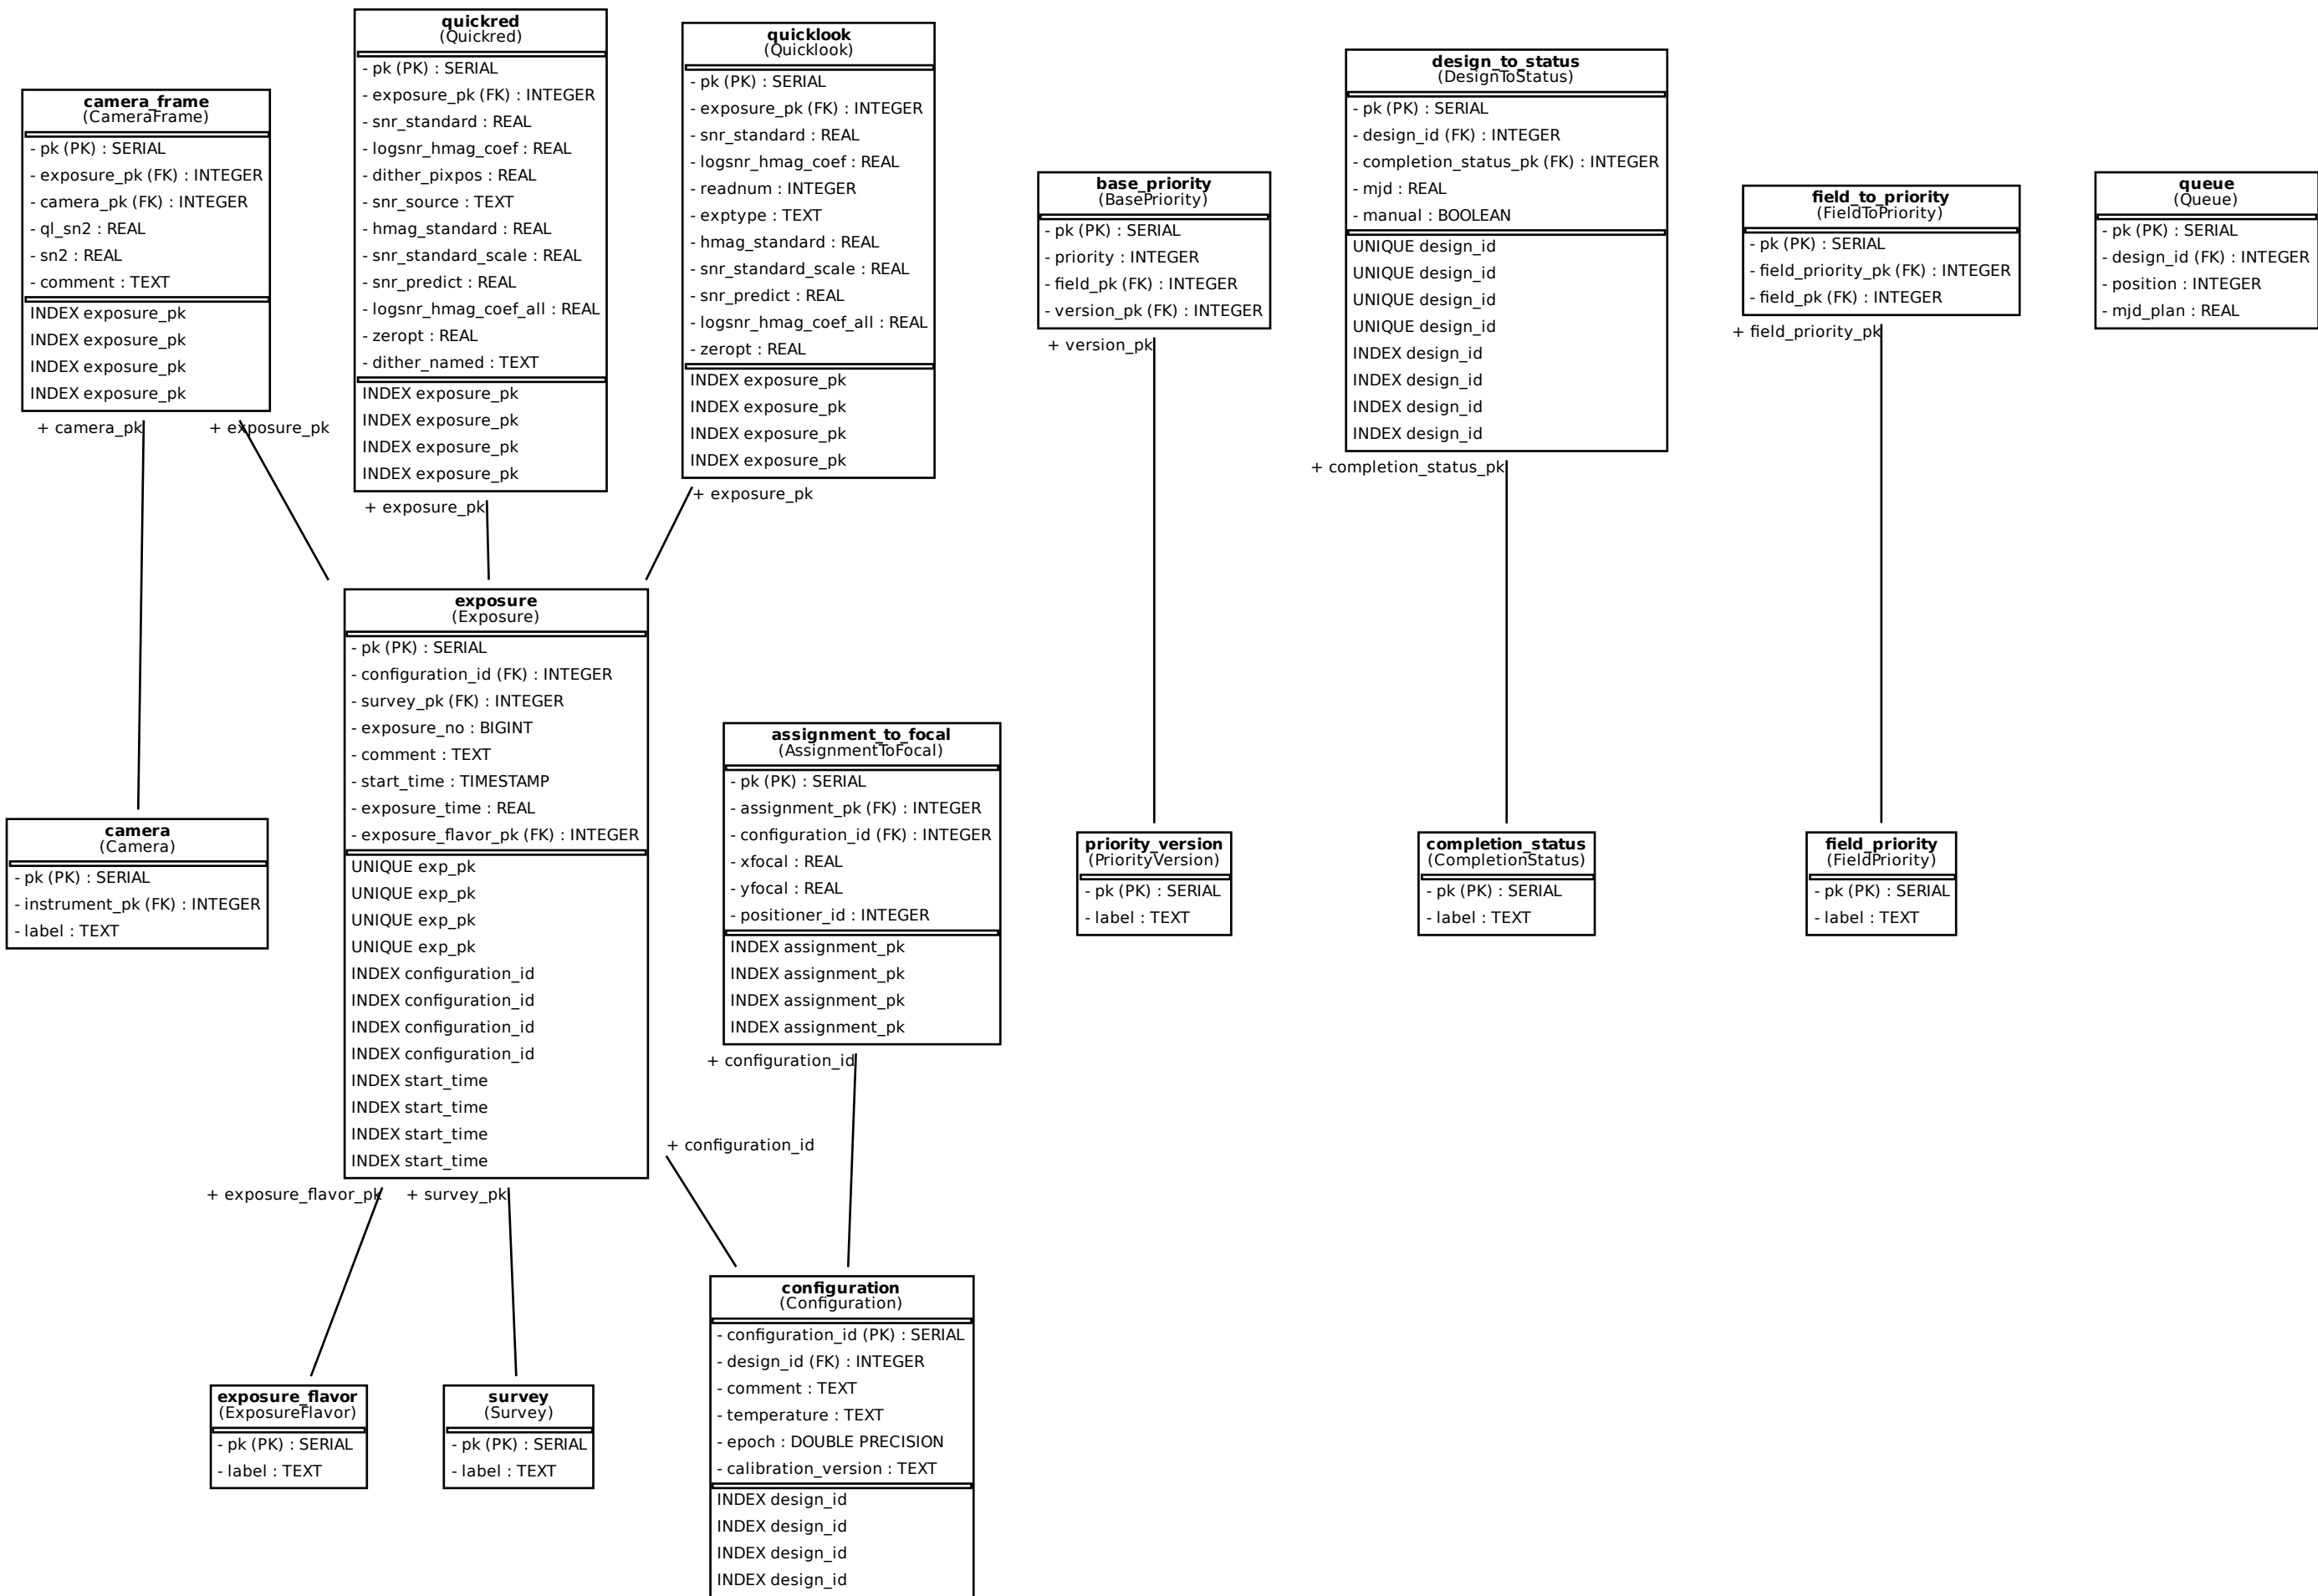 quickred
(Quickred)
- pk (PK) : SERIAL
- exposure_pk (FK) : INTEGER
- snr_standard : REAL
- logsnr_hmag_coef : REAL
- dither_pixpos : REAL
- snr_source : TEXT
- hmag_standard : REAL
- snr_standard_scale : REAL
- snr_predict : REAL
- logsnr_hmag_coef_all : REAL
- zeropt : REAL
- dither_named : TEXT
INDEX exposure_pk
INDEX exposure_pk
INDEX exposure_pk
INDEX exposure_pk
+ exposure_pk
quicklook
(Quicklook)
- pk (PK) : SERIAL
- exposure_pk (FK) : INTEGER
- snr_standard : REAL
- logsnr_hmag_coef : REAL
- readnum : INTEGER
- exptype : TEXT
- hmag_standard : REAL
- snr_standard_scale : REAL
- snr_predict : REAL
- logsnr_hmag_coef_all : REAL
- zeropt : REAL
INDEX exposure_pk
INDEX exposure_pk
INDEX exposure_pk
INDEX exposure_pk
+ exposure_pk
camera_frame
(CameraFrame)
- pk (PK) : SERIAL
- exposure_pk (FK) : INTEGER
- camera_pk (FK) : INTEGER
- ql_sn2 : REAL
- sn2 : REAL
- comment : TEXT
INDEX exposure_pk
INDEX exposure_pk
INDEX exposure_pk
INDEX exposure_pk
+ camera_pk
+ exposure_pk
base_priority
(BasePriority)
- pk (PK) : SERIAL
- priority : INTEGER
- field_pk (FK) : INTEGER
- version_pk (FK) : INTEGER
+ version_pk
design_to_status
(DesignToStatus)
- pk (PK) : SERIAL
- design_id (FK) : INTEGER
- completion_status_pk (FK) : INTEGER
- mjd : REAL
- manual : BOOLEAN
UNIQUE design_id
UNIQUE design_id
UNIQUE design_id
UNIQUE design_id
INDEX design_id
INDEX design_id
INDEX design_id
INDEX design_id
+ completion_status_pk
field_to_priority
(FieldToPriority)
- pk (PK) : SERIAL
- field_priority_pk (FK) : INTEGER
- field_pk (FK) : INTEGER
+ field_priority_pk
queue
(Queue)
- pk (PK) : SERIAL
- design_id (FK) : INTEGER
- position : INTEGER
- mjd_plan : REAL
exposure
(Exposure)
- pk (PK) : SERIAL
- configuration_id (FK) : INTEGER
- survey_pk (FK) : INTEGER
- exposure_no : BIGINT
- comment : TEXT
- start_time : TIMESTAMP
- exposure_time : REAL
- exposure_flavor_pk (FK) : INTEGER
UNIQUE exp_pk
UNIQUE exp_pk
UNIQUE exp_pk
UNIQUE exp_pk
INDEX configuration_id
INDEX configuration_id
INDEX configuration_id
INDEX configuration_id
INDEX start_time
INDEX start_time
INDEX start_time
INDEX start_time
+ exposure_flavor_pk
+ survey_pk
+ configuration_id
assignment_to_focal
(AssignmentToFocal)
- pk (PK) : SERIAL
- assignment_pk (FK) : INTEGER
- configuration_id (FK) : INTEGER
- xfocal : REAL
- yfocal : REAL
- positioner_id : INTEGER
INDEX assignment_pk
INDEX assignment_pk
INDEX assignment_pk
INDEX assignment_pk
+ configuration_id
camera
(Camera)
- pk (PK) : SERIAL
- instrument_pk (FK) : INTEGER
- label : TEXT
priority_version
(PriorityVersion)
- pk (PK) : SERIAL
- label : TEXT
completion_status
(CompletionStatus)
- pk (PK) : SERIAL
- label : TEXT
field_priority
(FieldPriority)
- pk (PK) : SERIAL
- label : TEXT
exposure_flavor
(ExposureFlavor)
- pk (PK) : SERIAL
- label : TEXT
survey
(Survey)
- pk (PK) : SERIAL
- label : TEXT
configuration
(Configuration)
- configuration_id (PK) : SERIAL
- design_id (FK) : INTEGER
- comment : TEXT
- temperature : TEXT
- epoch : DOUBLE PRECISION
- calibration_version : TEXT
INDEX design_id
INDEX design_id
INDEX design_id
INDEX design_id